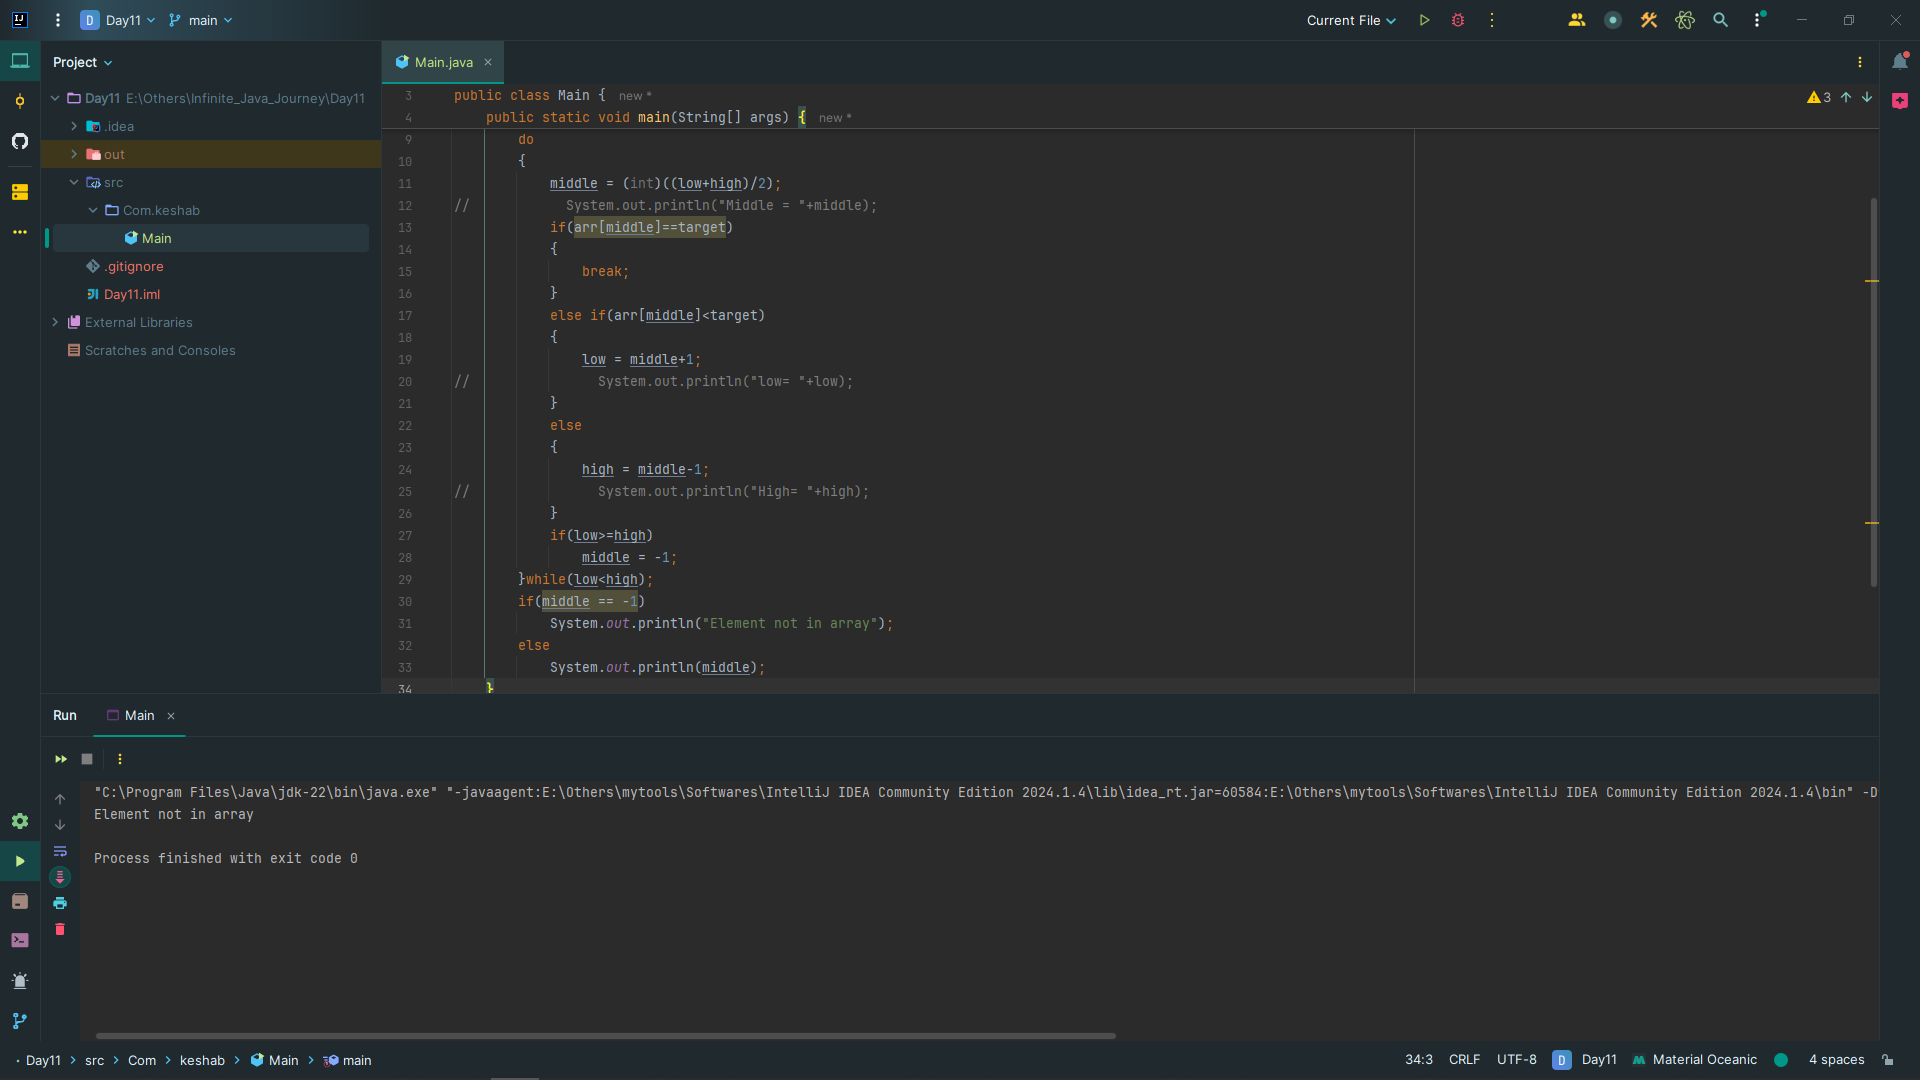 Day11
main
Current File
Project
Day11 E:\Others\Infinite_Java_Journey\Day11
.idea
out
src
Com.keshab
Main
.gitignore
Day11.iml
External Libraries
Scratches and Consoles
Main.java
3 public class Main { new *
4 public static void main(String[] args) { new *
3
9 do
10 {
11 middle = (int)((low+high)/2);
12 // System.out.println("Middle = "+middle);
13 if(arr[middle]==target)
14 {
15 break;
16 }
17 else if(arr[middle]<target)
18 {
19 low = middle+1;
20 // System.out.println("low= "+low);
21 }
22 else
23 {
24 high = middle-1;
25 // System.out.println("High= "+high);
26 }
27 if(low>=high)
28 middle = -1;
29 }while(low<high);
30 if(middle == -1)
31 System.out.println("Element not in array");
32 else
33 System.out.println(middle);
34 }
Run Main
"C:\Program Files\Java\jdk-22\bin\java.exe" "-javaagent:E:\Others\mytools\Softwares\IntelliJ IDEA Community Edition 2024.1.4\lib\idea_rt.jar=60584:E:\Others\mytools\Softwares\IntelliJ IDEA Community Edition 2024.1.4\bin" -D
Element not in array
Process finished with exit code 0
Day11 > src > Com > keshab > Main > main
34:3 CRLF UTF-8 D Day11 Material Oceanic 4 spaces